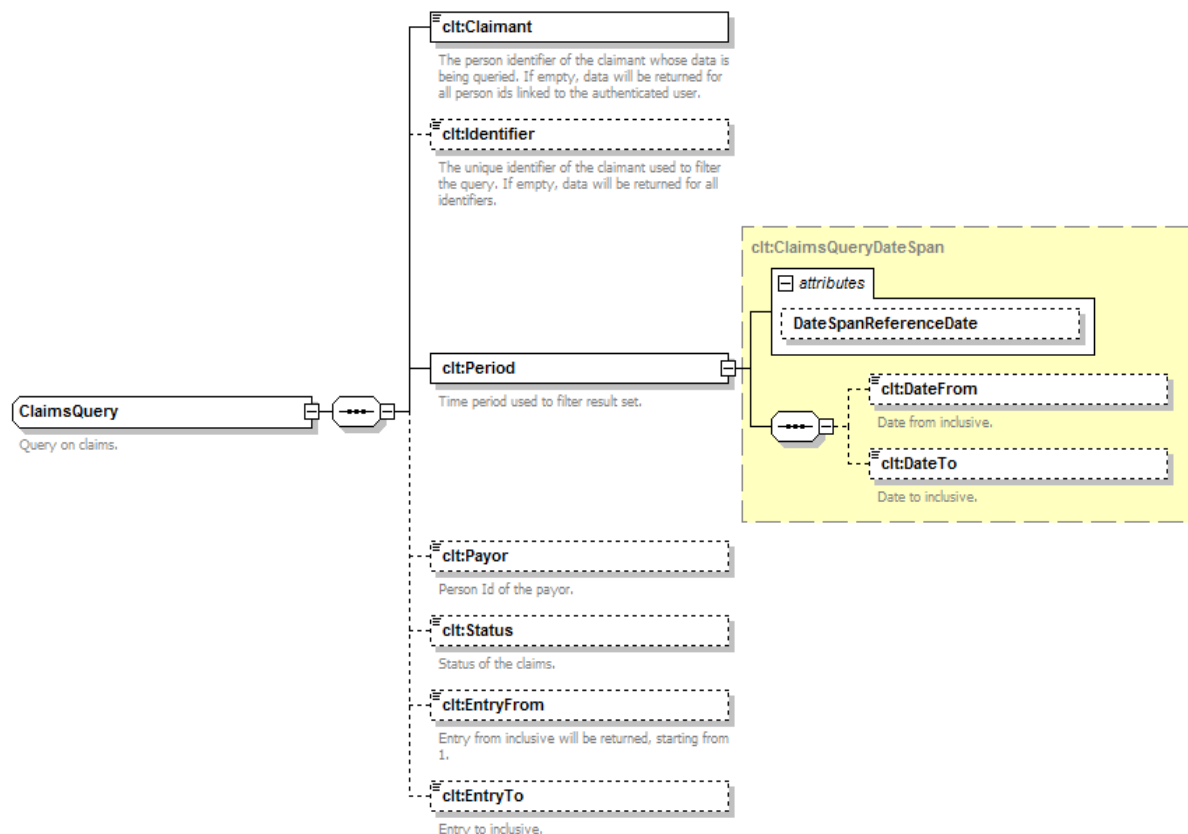 clt:Claimant
The person identifier of the claimant whose data is
being queried. If empty, data will be returned for
all person ids linked to the authenticated user.
clt:Identifier
The unique identifier of the claimant used to filter
the query. If empty, data will be returned for all
identifiers.
clt:ClaimsQueryDateSpan
attributes
DateSpanReferenceDate
clt:Period
Time period used to filter result set.
clt:DateFrom
Date from inclusive.
ClaimsQuery
Query on claims.
clt:DateTo
Date to inclusive.
clt:Payor
Person Id of the payor.
clt:Status
Status of the claims.
clt:EntryFrom
Entry from inclusive will be returned, starting from
1.
clt:EntryTo
Entry to inclusive.